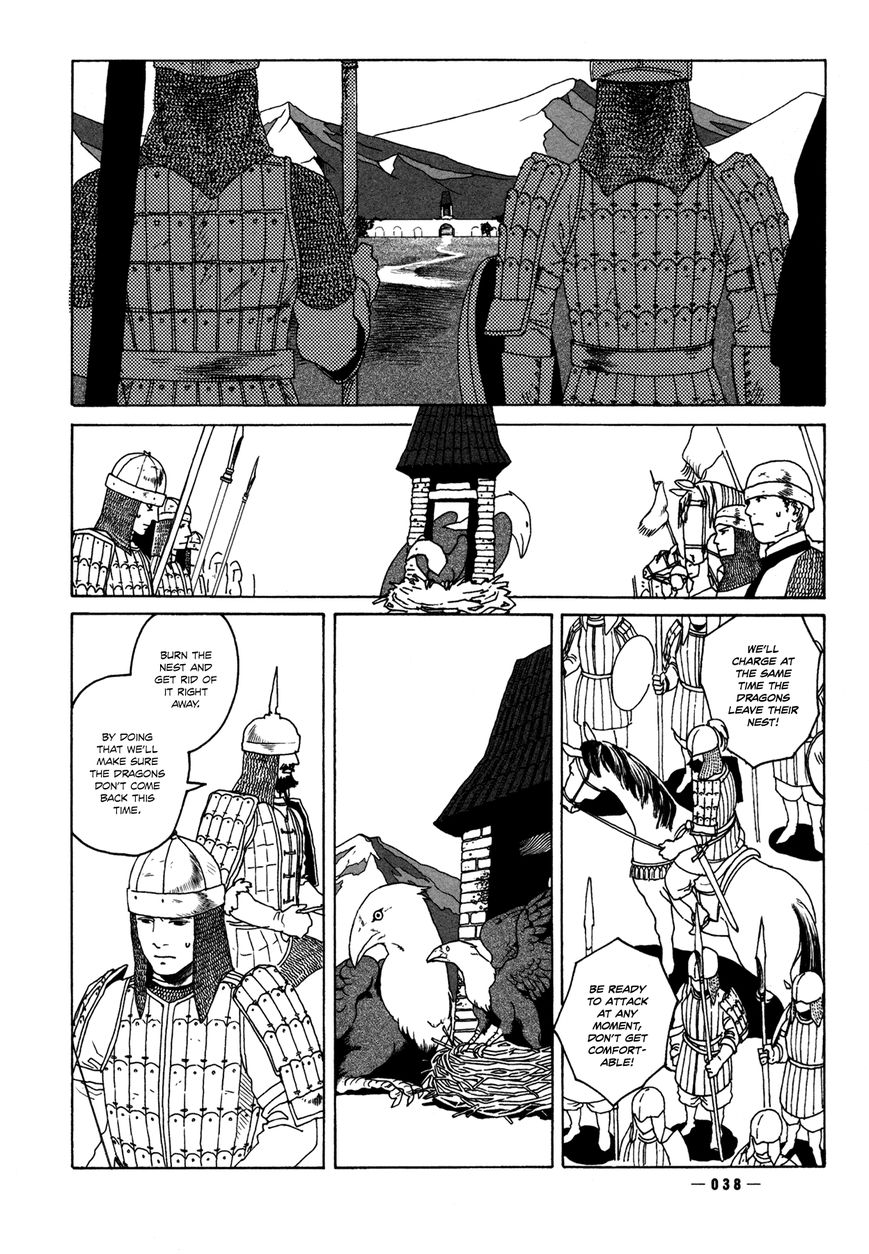 WE'LL
CHARGE AT
THE SAME
TIME THE
DRAGONS
LEAVE THEIR
NEST!
BE READY
TO ATTACK
AT ANY
MOMENT,
DON'T GET
COMFORT-
ABLE!
BURN THE
NEST AND
GET RID OF
IT RIGHT
AWAY.
BY DOING
THAT WE'LL
MAKE SURE
THE DRAGONS
DON'T COME
BACK THIS
TIME.
— 038 —